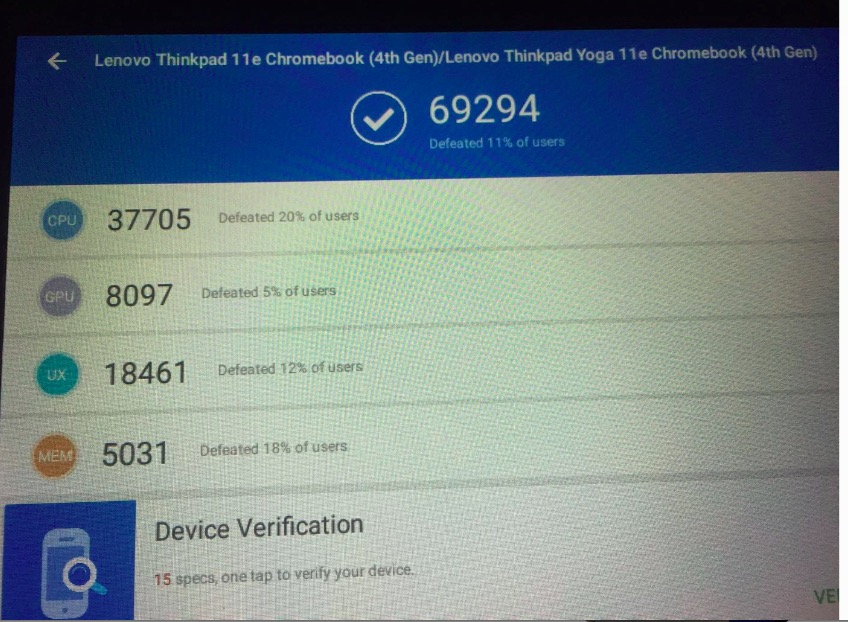 Lenovo Thinkpad 11e Chromebook (4th Gen)/Lenovo Thinkpad Yoga 11e Chromebook (4th Gen)
69294
Defeated 11% of users
CPU 37705 Defeated 20% of users
GPU 8097 Defeated 5% of users
UX 18461 Defeated 12% of users
MEM 5031 Defeated 18% of users
Device Verification
15 specs, one tap to verify your device.